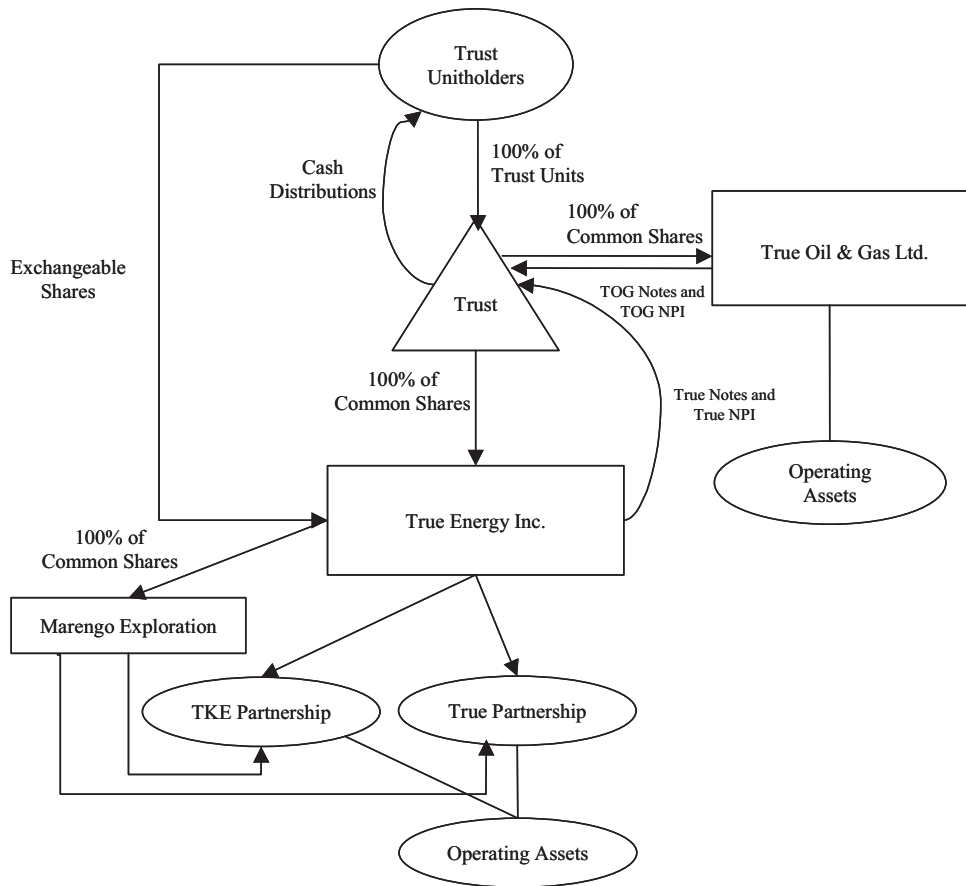 Trust
Unitholders
100% of
Trust Units
Cash
Distributions
100% of
Common Shares
True Oil & Gas Ltd.
Exchangeable
Shares
TOG Notes and
TOG NPI
Trust
100% of
Common Shares
True Notes and
True NPI
Operating
Assets
True Energy Inc.
100% of
Common Shares
Marengo Exploration
TKE Partnership
True Partnership
Operating Assets